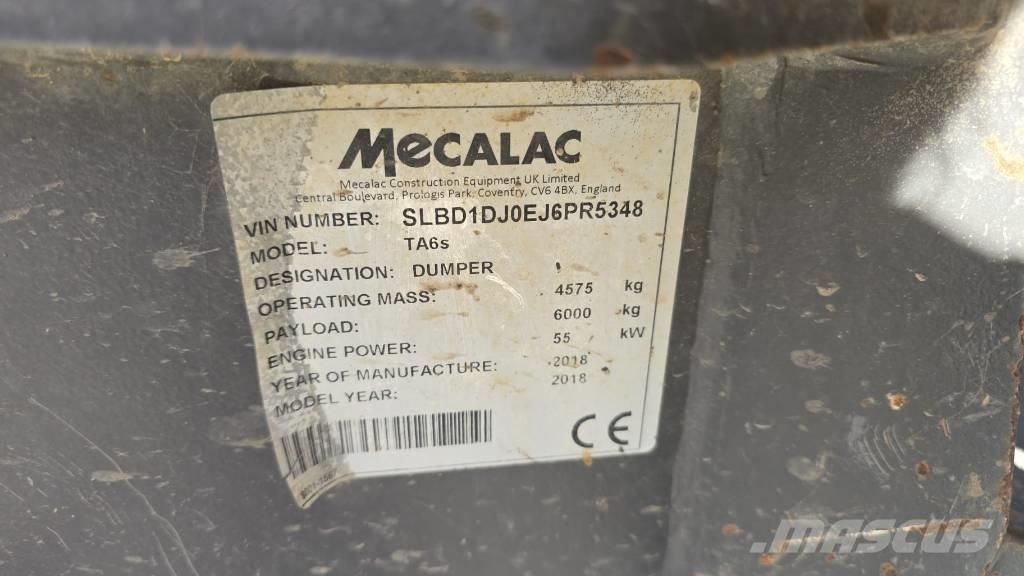 MECALAC
Mecalac Construction Equipment UK Limited
Central Boulevard, Prologis Park, Coventry, CV6 4BX, England
VIN NUMBER: SLBD1DJ0EJ6PR5348
MODEL: TA6s
DESIGNATION: DUMPER
OPERATING MASS: 4575 kg
PAYLOAD: 6000 kg
ENGINE POWER: 55 kW
YEAR OF MANUFACTURE: 2018
MODEL YEAR: 2018
CE
MASCUS